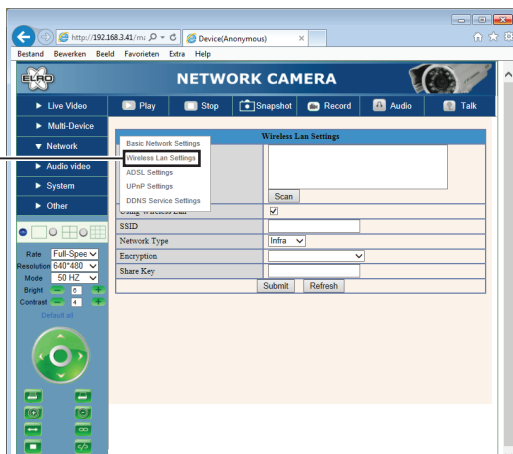 http://192.168.3.41/mo
Device(Anonymous)
Bestand Bewerken Beeld Favorieten Extra Help
ELRO
NETWORK CAMERA
Live Video Play Stop Snapshot Record Audio Talk
Multi-Device
Network
Audio video
System
Other
Wireless Lan Settings
Basic Network Settings
Wireless Lan Settings
ADSL Settings
UPnP Settings
DDNS Service Settings
Scan
Using Wireless Lan
SSID
Network Type Infra
Encryption
Share Key
Submit Refresh
Rate Full-Spee
Resolution 640*480
Mode 50 HZ
Bright 6
Contrast 4
Default all